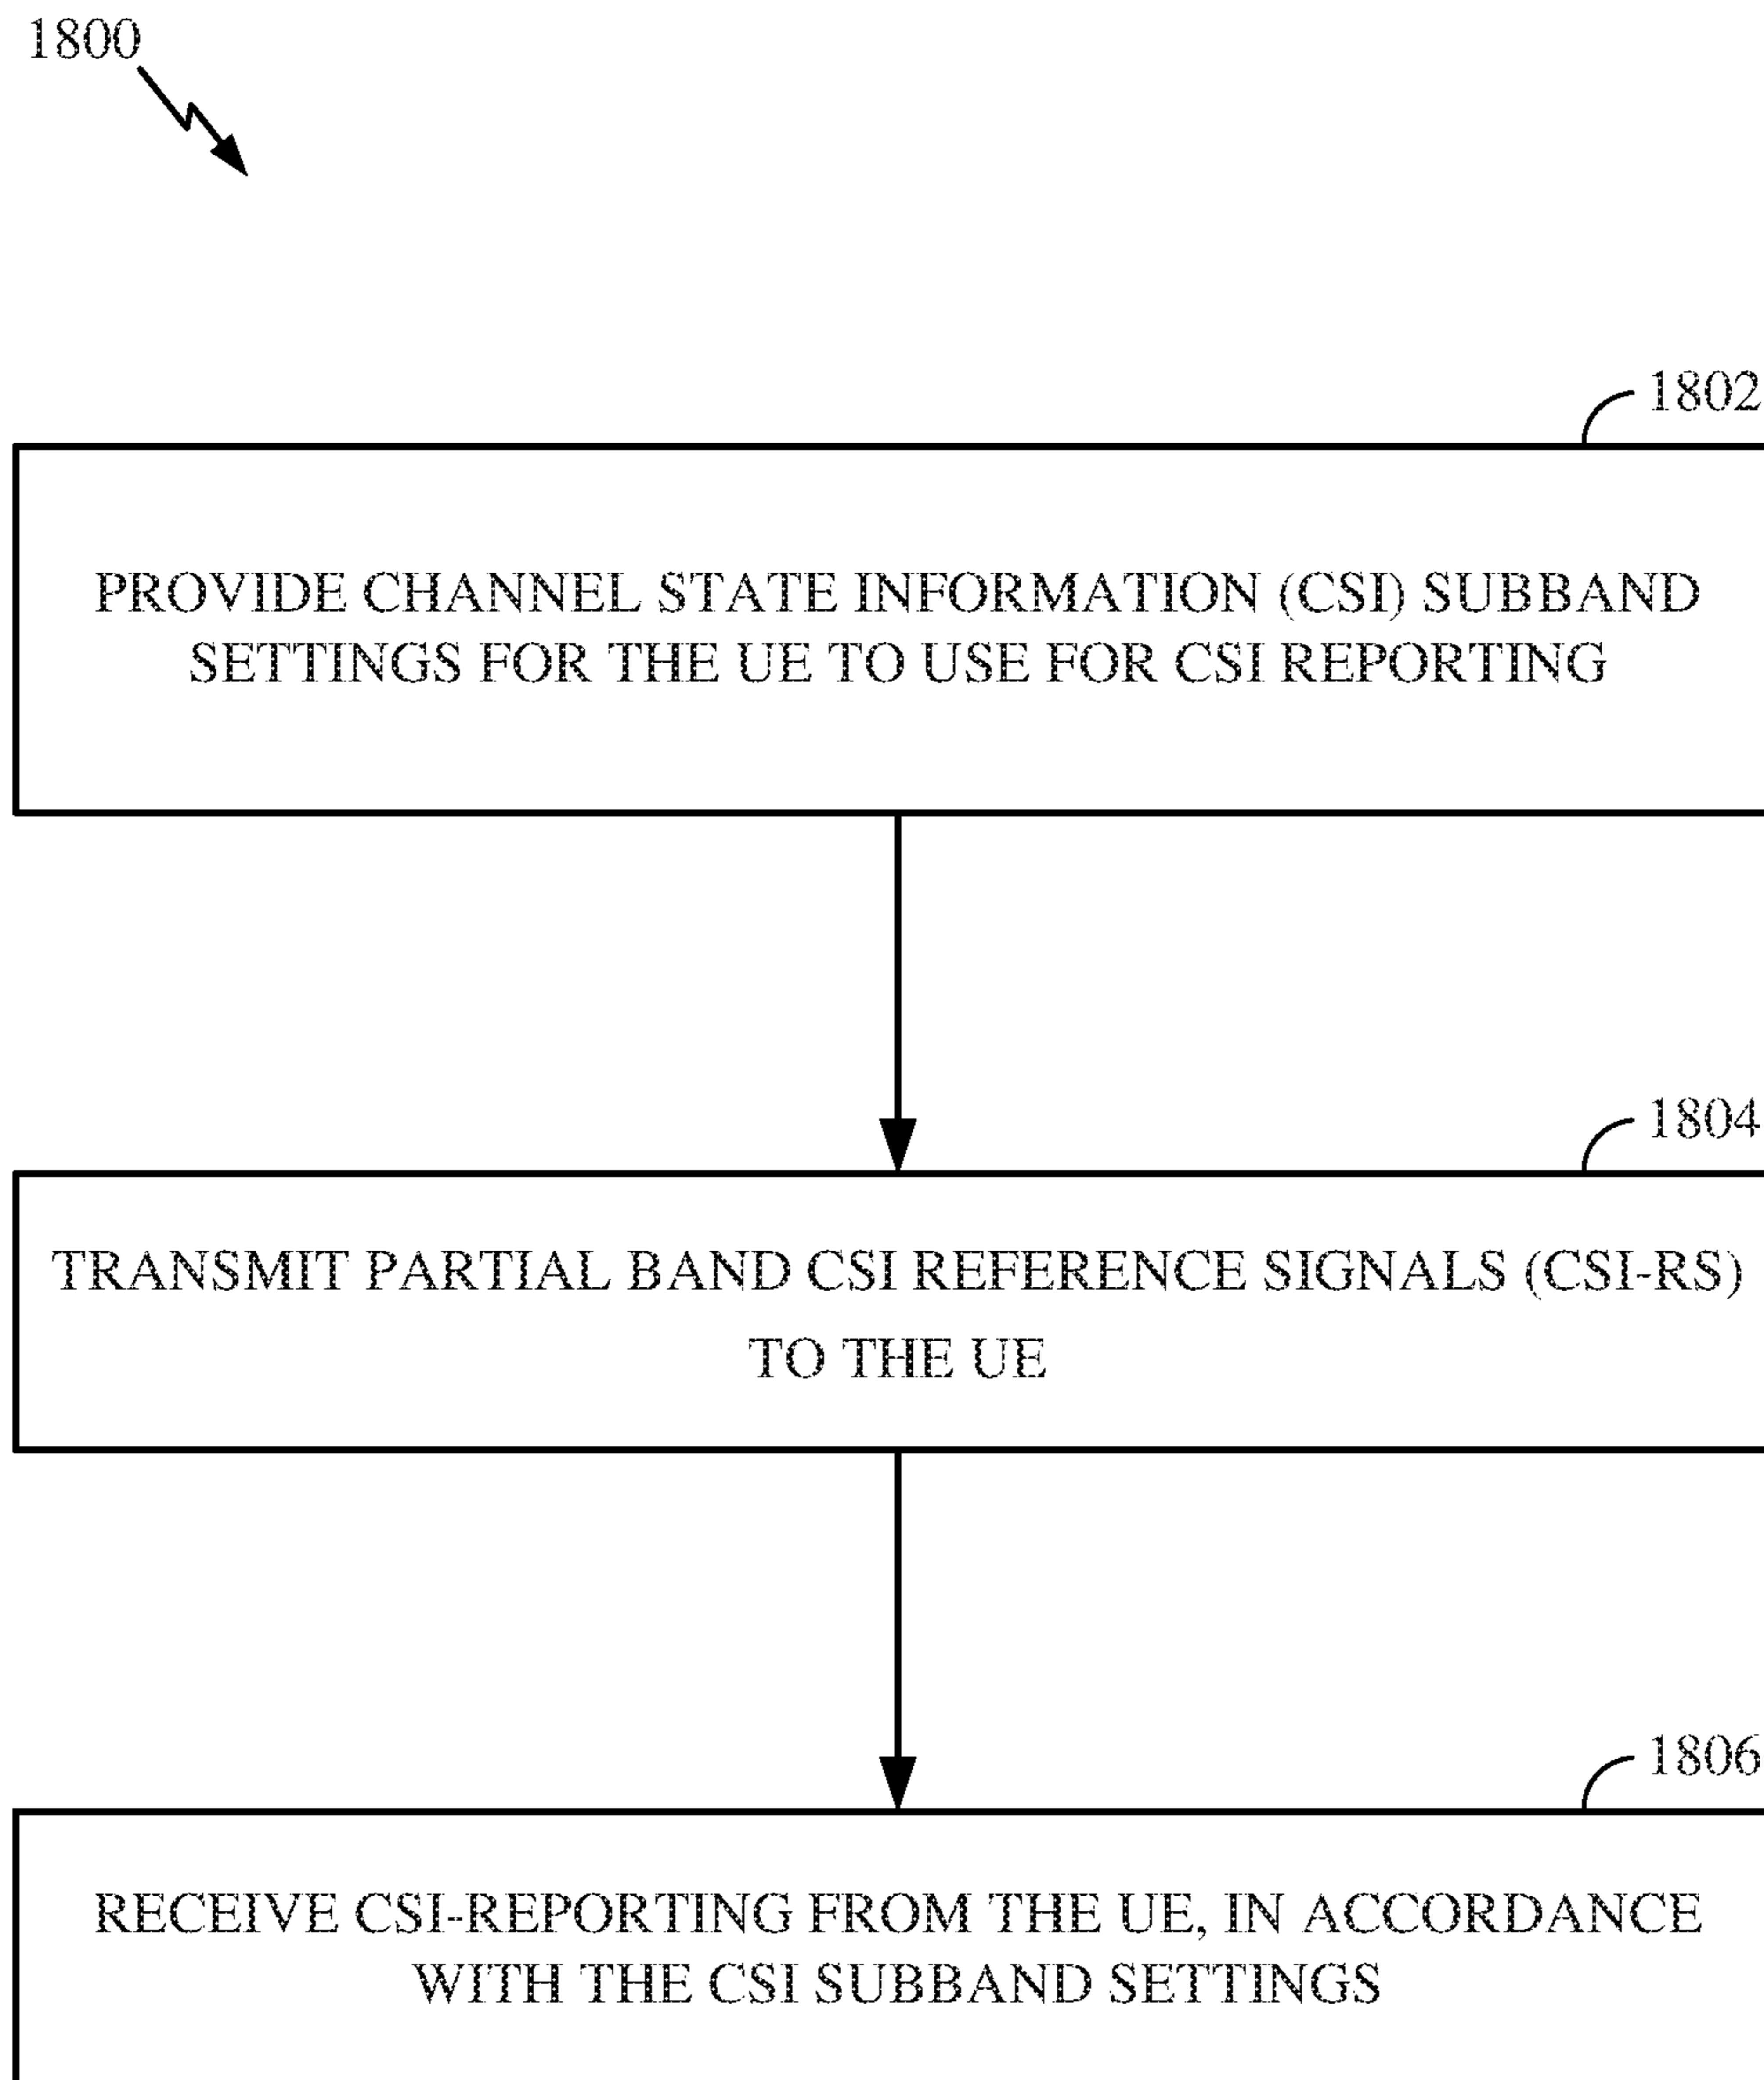 1800
1802
PROVIDE CHANNEL STATE INFORMATION (CSI) SUBBAND
SETTINGS FOR THE UE TO USE FOR CSI REPORTING
1804
TRANSMIT PARTIAL BAND CSI REFERENCE SIGNALS (CSI-RS)
TO THE UE
1806
RECEIVE CSI-REPORTING FROM THE UE, IN ACCORDANCE
WITH THE CSI SUBBAND SETTINGS